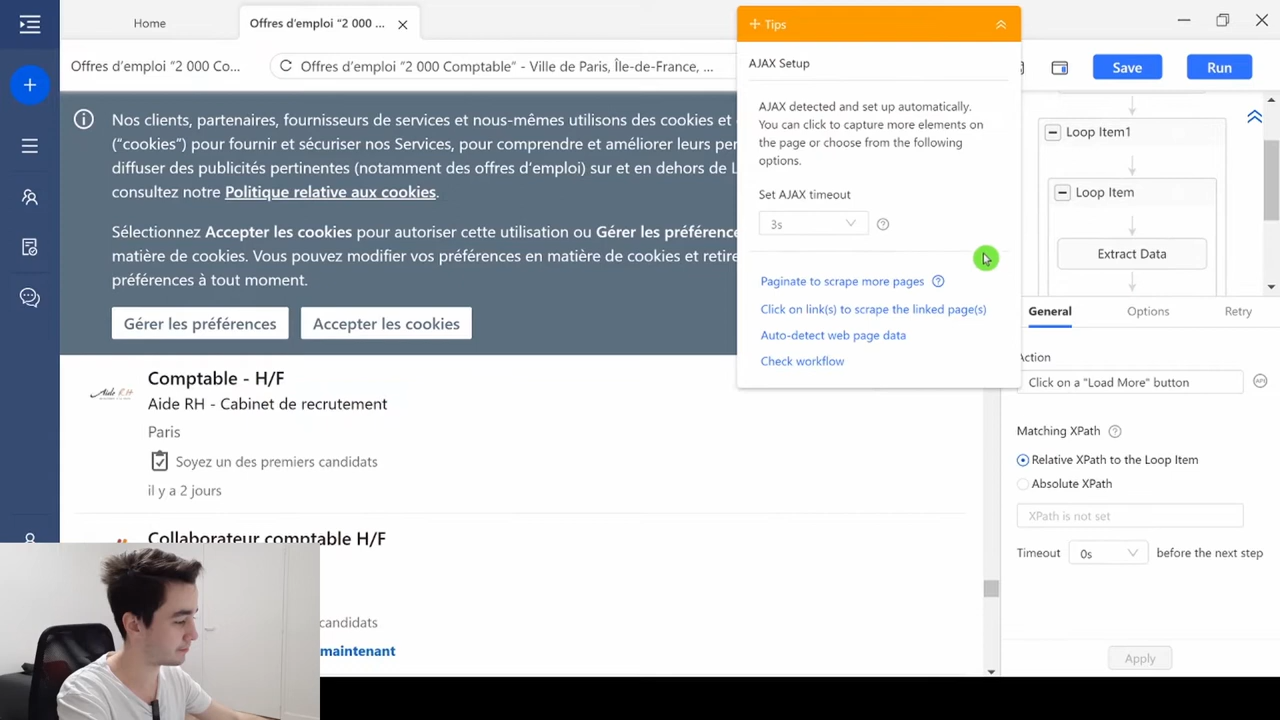 Home
Offres d'emploi "2 000 ...
Offres d'emploi "2 000 Co...
Offres d'emploi "2 000 Comptable" - Ville de Paris, Île-de-France, ...
Nos clients, partenaires, fournisseurs de services et nous-mêmes utilisons des cookies et
("cookies") pour fournir et sécuriser nos Services, pour comprendre et améliorer leurs
diffuser des publicités pertinentes (notamment des offres d'emploi) sur et en dehors de
consultez notre Politique relative aux cookies.
Sélectionnez Accepter les cookies pour autoriser cette utilisation ou Gérer les
matière de cookies. Vous pouvez modifier vos préférences en matière de cookies et
préférences à tout moment.
Gérer les préférences
Accepter les cookies
Comptable - H/F
Aide RH - Cabinet de recrutement
Paris
Soyez un des premiers candidats
il y a 2 jours
Collaborateur comptable H/F
candidats
maintenant
Aide RH
+ Tips
AJAX Setup
AJAX detected and set up automatically.
You can click to capture more elements on
the page or choose from the following
options.
Set AJAX timeout
3s
Paginate to scrape more pages
Click on link(s) to scrape the linked page(s)
Auto-detect web page data
Check workflow
Save
Run
Loop Item1
Loop Item
Extract Data
General
Options
Retry
Action
Click on a "Load More" button
API
Matching XPath
Relative XPath to the Loop Item
Absolute XPath
XPath is not set
Timeout 0s before the next step
Apply